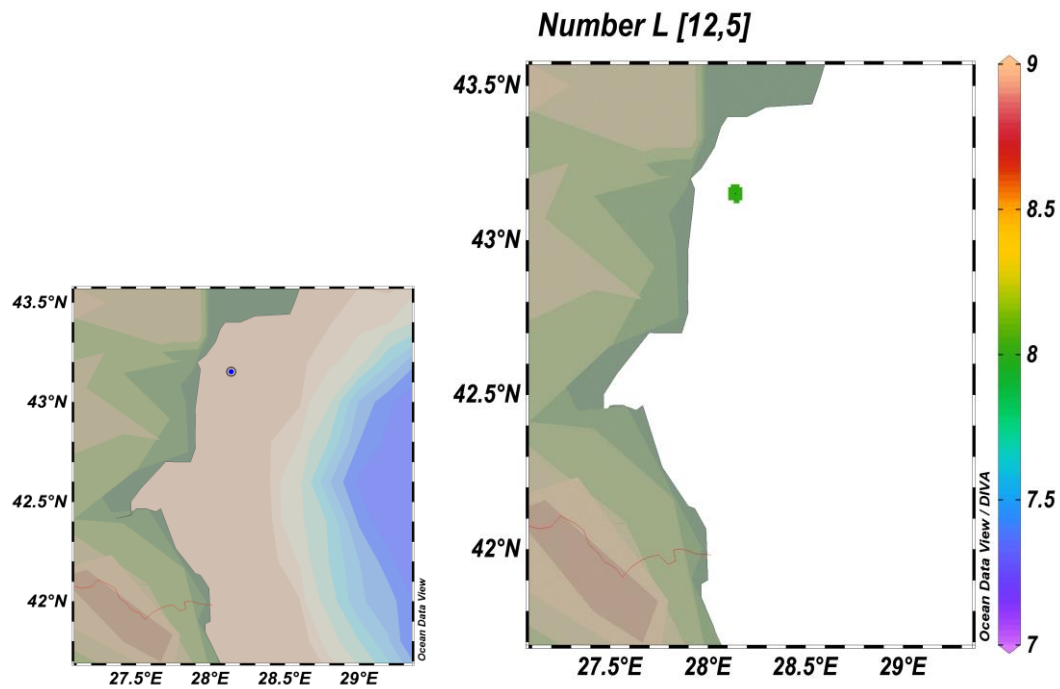 Number L [12,5]
43.5°N
43°N
42.5°N
42°N
27.5°E 28°E 28.5°E 29°E
Ocean Data View
43.5°N
43°N
42.5°N
42°N
27.5°E 28°E 28.5°E 29°E
Ocean Data View / DIVA
9
8.5
8
7.5
7